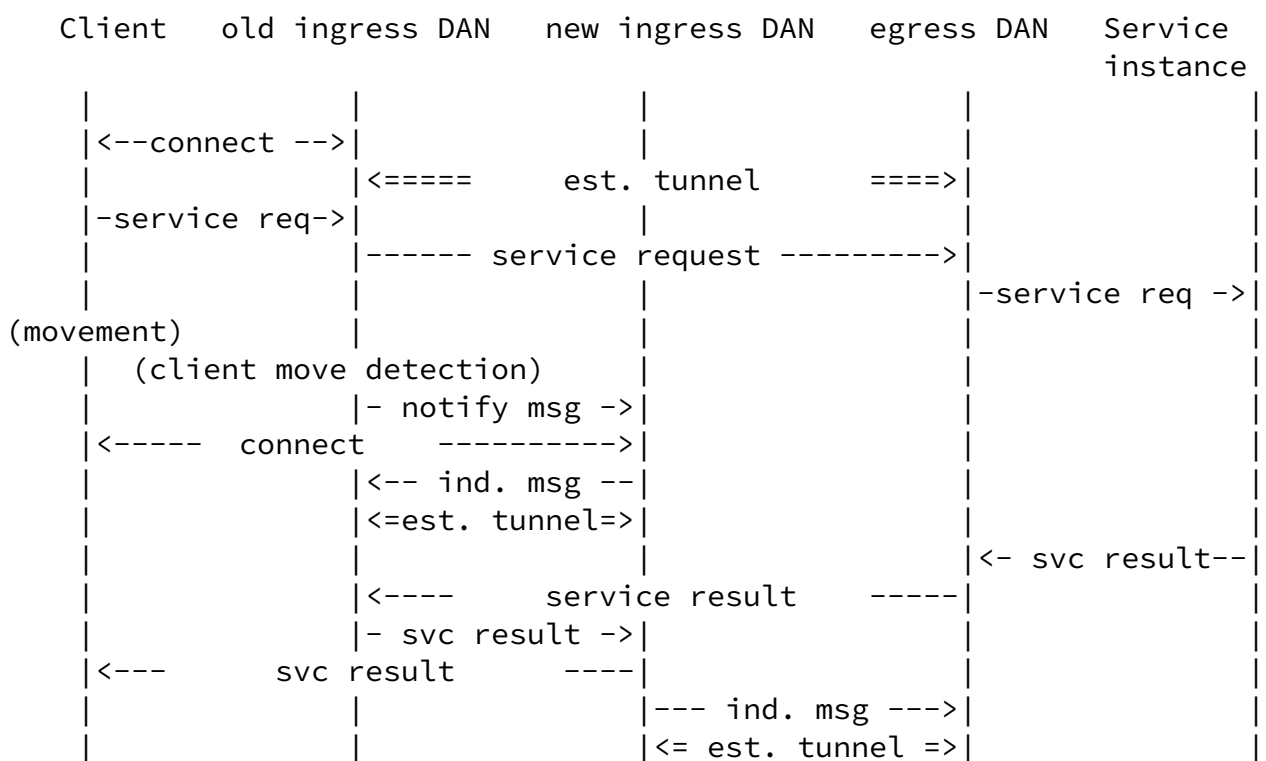 Client   old ingress DAN   new ingress DAN   egress DAN   Service
instance
|<--connect -->|
|<=====     est. tunnel     ====>|
|-service req->|
|------ service request --------->|
|-service req ->|
(movement)
(client move detection)
|- notify msg ->|
|<-----  connect    ---------->|
|<-- ind. msg --|
|<=est. tunnel=>|
|<- svc result--|
|<----     service result    -----|
|- svc result ->|
|<---      svc result      ----|
|--- ind. msg --->|
|<= est. tunnel =>|